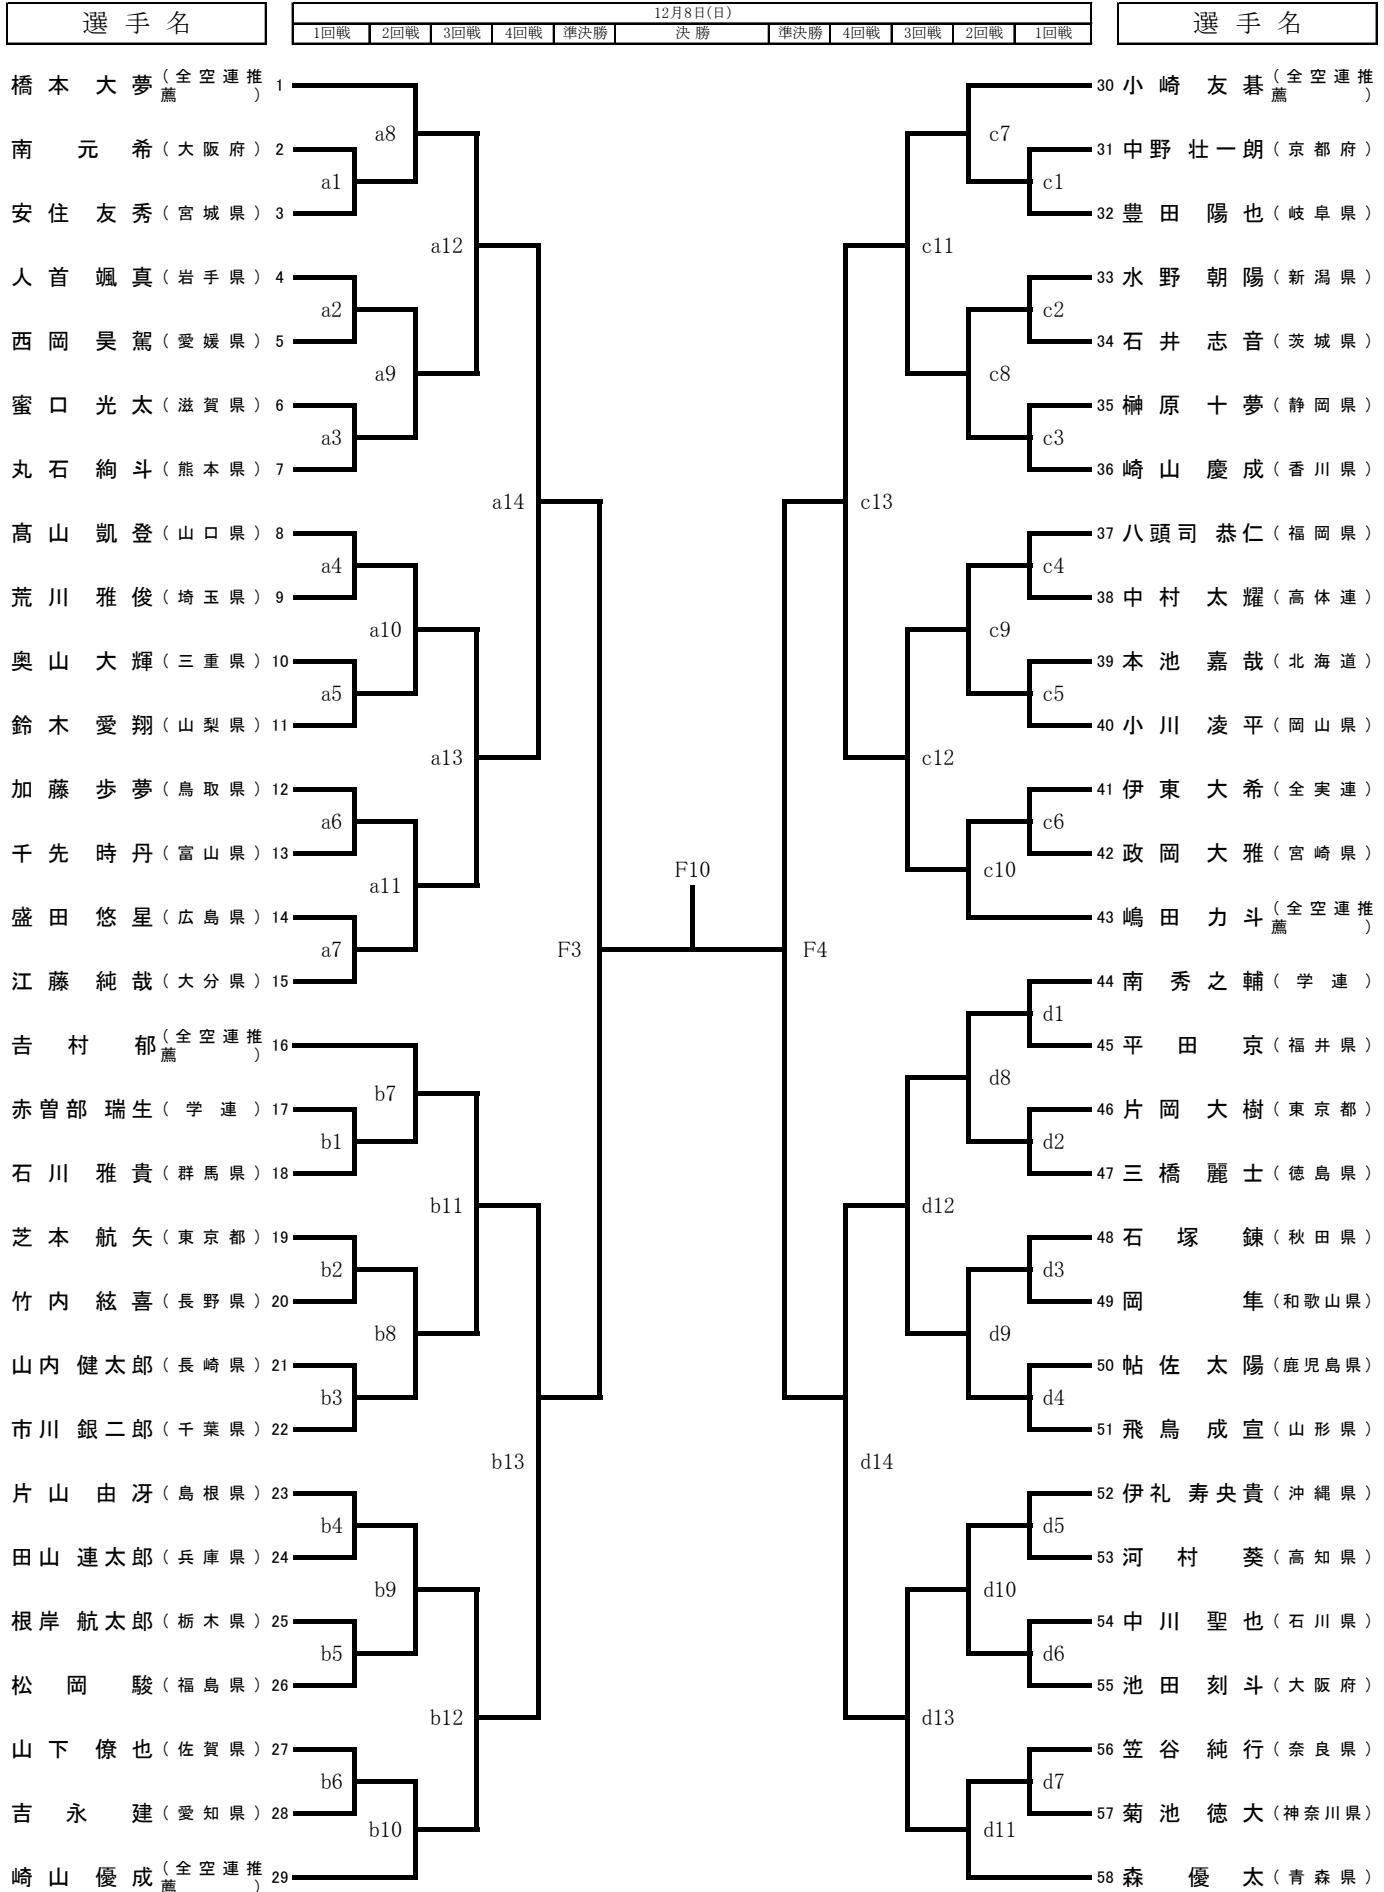 選手名 12月8日(日) 選手名
1回戦 2回戦 3回戦 4回戦 準決勝 決勝 準決勝 4回戦 3回戦 2回戦 1回戦
橋本 大夢 (全空連推薦) 1
南 元希 (大阪府) 2
安住 友秀 (宮城県) 3
人首 颯真 (岩手県) 4
西岡 昊駕 (愛媛県) 5
蜜口 光太 (滋賀県) 6
丸石 絢斗 (熊本県) 7
髙山 凱登 (山口県) 8
荒川 雅俊 (埼玉県) 9
奥山 大輝 (三重県) 10
鈴木 愛翔 (山梨県) 11
加藤 歩夢 (鳥取県) 12
千先 時丹 (富山県) 13
盛田 悠星 (広島県) 14
江藤 純哉 (大分県) 15
𠮷村 郁 (全空連推薦) 16
赤曽部 瑞生 (学連) 17
石川 雅貴 (群馬県) 18
芝本 航矢 (東京都) 19
竹内 絃喜 (長野県) 20
山内 健太郎 (長崎県) 21
市川 銀二郎 (千葉県) 22
片山 由冴 (島根県) 23
田山 連太郎 (兵庫県) 24
根岸 航太郎 (栃木県) 25
松岡 駿 (福島県) 26
山下 僚也 (佐賀県) 27
吉永 建 (愛知県) 28
崎山 優成 (全空連推薦) 29
a1
a2
a3
a4
a5
a6
a7
b1
b2
b3
b4
b5
b6
a8
a9
a10
a11
b7
b8
b9
b10
a12
a13
b11
b12
a14
b13
F3
F10
F4
c13
d14
c11
c12
d12
d13
c7
c8
c9
c10
d8
d9
d10
d11
c1
c2
c3
c4
c5
c6
d1
d2
d3
d4
d5
d6
d7
30 小崎 友碁 (全空連推薦)
31 中野 壮一朗 (京都府)
32 豊田 陽也 (岐阜県)
33 水野 朝陽 (新潟県)
34 石井 志音 (茨城県)
35 榊原 十夢 (静岡県)
36 崎山 慶成 (香川県)
37 八頭司 恭仁 (福岡県)
38 中村 太耀 (高体連)
39 本池 嘉哉 (北海道)
40 小川 凌平 (岡山県)
41 伊東 大希 (全実連)
42 政岡 大雅 (宮崎県)
43 嶋田 力斗 (全空連推薦)
44 南 秀之輔 (学連)
45 平田 京 (福井県)
46 片岡 大樹 (東京都)
47 三橋 麗士 (徳島県)
48 石塚 錬 (秋田県)
49 岡 隼 (和歌山県)
50 帖佐 太陽 (鹿児島県)
51 飛鳥 成宣 (山形県)
52 伊礼 寿央貴 (沖縄県)
53 河村 葵 (高知県)
54 中川 聖也 (石川県)
55 池田 刻斗 (大阪府)
56 笠谷 純行 (奈良県)
57 菊池 徳大 (神奈川県)
58 森 優太 (青森県)